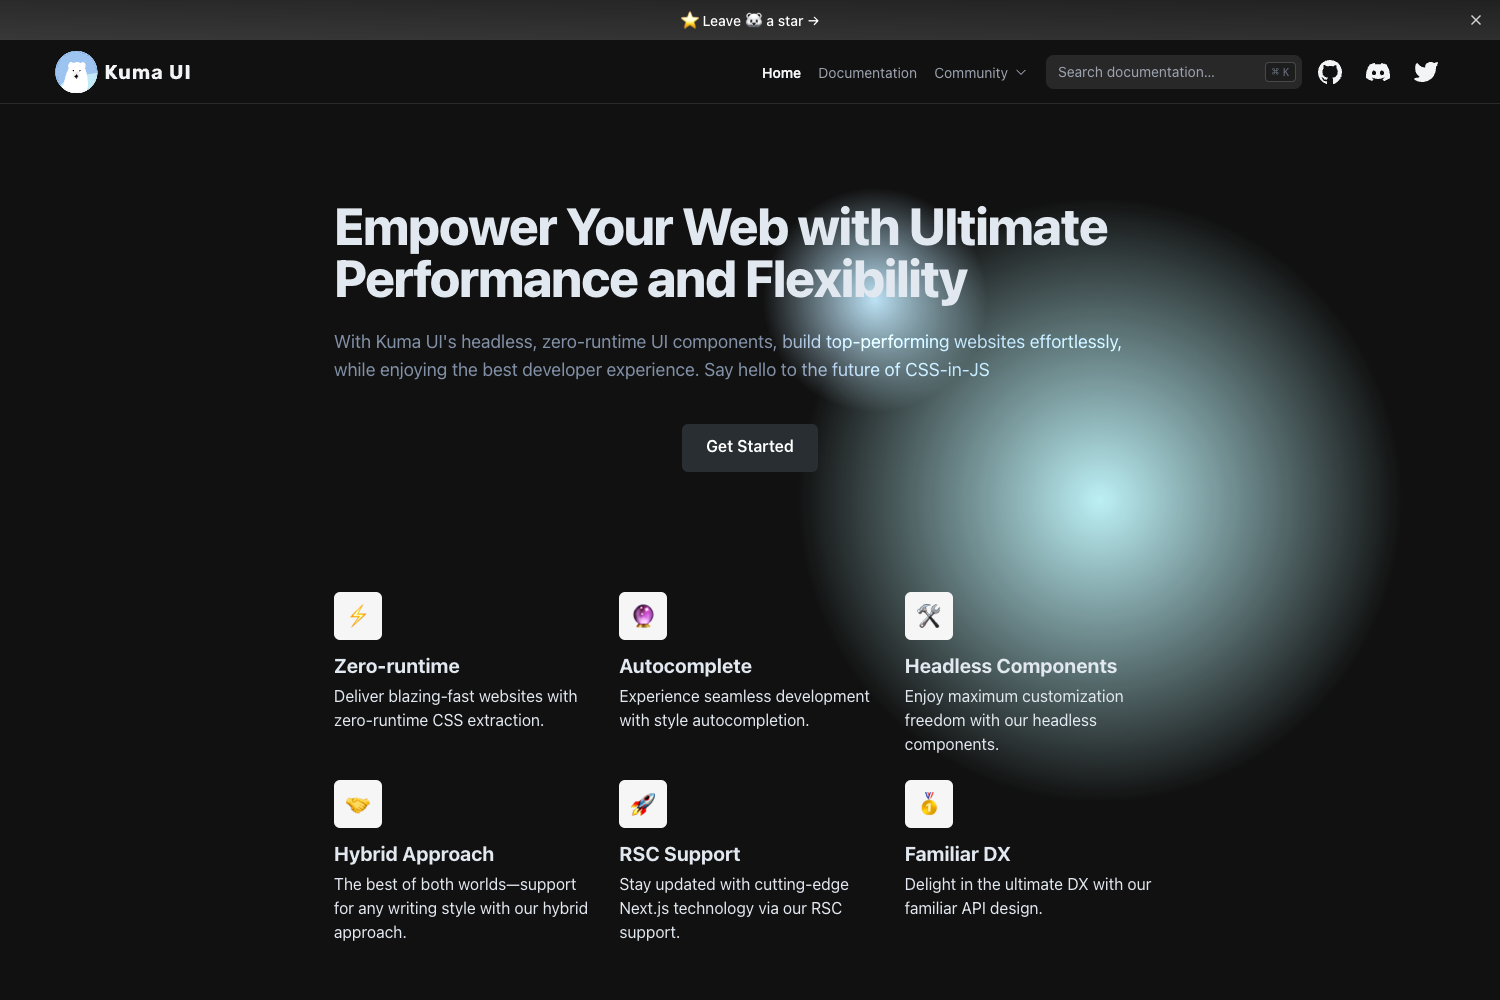 ⭐ Leave 🐻‍❄️ a star →
Kuma UI
Home
Documentation
Community
Search documentation...
⌘ K
Empower Your Web with Ultimate
Performance and Flexibility
With Kuma UI's headless, zero-runtime UI components, build top-performing websites effortlessly,
while enjoying the best developer experience. Say hello to the future of CSS-in-JS
Get Started
Zero-runtime
Deliver blazing-fast websites with
zero-runtime CSS extraction.
Autocomplete
Experience seamless development
with style autocompletion.
Headless Components
Enjoy maximum customization
freedom with our headless
components.
Hybrid Approach
The best of both worlds—support
for any writing style with our hybrid
approach.
RSC Support
Stay updated with cutting-edge
Next.js technology via our RSC
support.
Familiar DX
Delight in the ultimate DX with our
familiar API design.